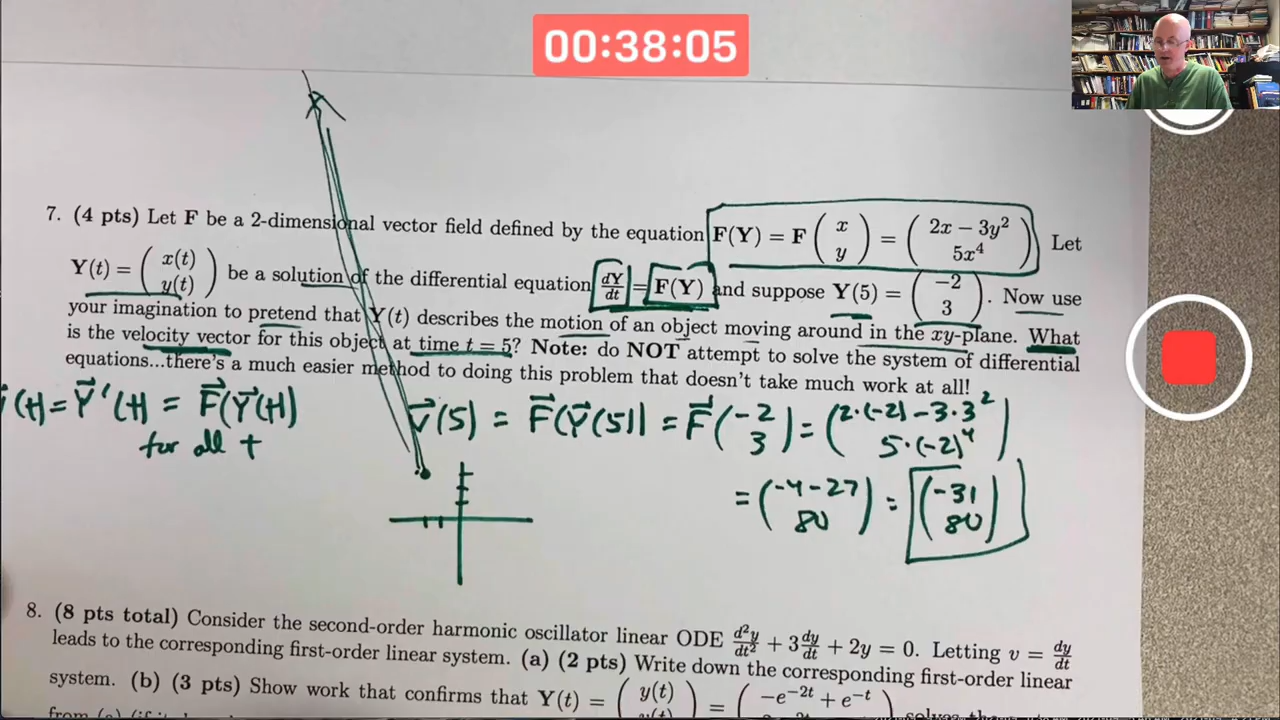 00:38:05
7. (4 pts) Let F be a 2-dimensional vector field defined by the equation F(Y) = F ( x y ) = ( 2x − 3y² 5x⁴ ) . Let
Y(t) = ( x(t) y(t) ) be a solution of the differential equation dY/dt = F(Y) and suppose Y(5) = ( −2 3 ) . Now use
your imagination to pretend that Y(t) describes the motion of an object moving around in the xy-plane. What
is the velocity vector for this object at time t = 5? Note: do NOT attempt to solve the system of differential
equations...there's a much easier method to doing this problem that doesn't take much work at all!
(t) = Y⃗'(t) = F⃗(Y⃗(t))
for all t
v⃗(5) = F⃗(Y⃗(5)) = F⃗ ( −2 3 ) = ( 2·(−2) − 3·3² 5·(−2)⁴ )
= ( −4 − 27 80 ) = ( −31 80 )
8. (8 pts total) Consider the second-order harmonic oscillator linear ODE d²y/dt² + 3 dy/dt + 2y = 0. Letting v = dy/dt
leads to the corresponding first-order linear system. (a) (2 pts) Write down the corresponding first-order linear
system. (b) (3 pts) Show work that confirms that Y(t) = ( y(t) ) = ( −e^{−2t} + e^{−t} ) solves the
from (a) (if